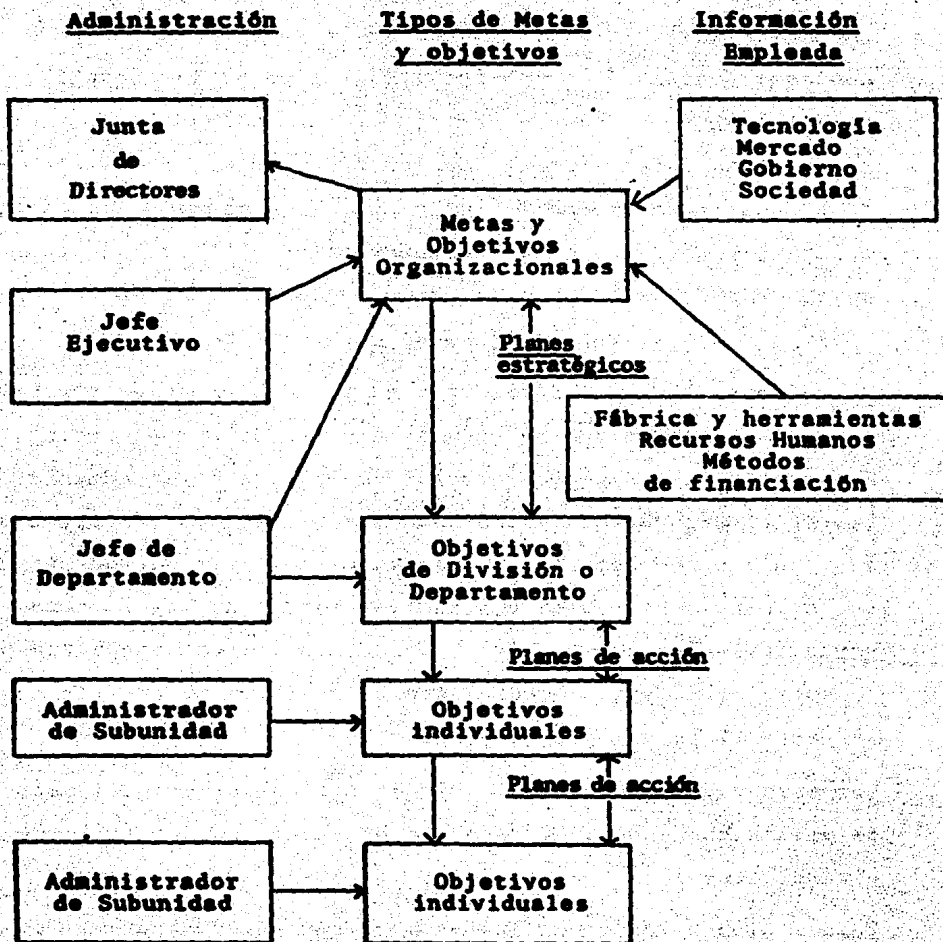 Administración
Tipos de Metas
y objetivos
Información
Empleada
Junta
de
Directores
Tecnología
Mercado
Gobierno
Sociedad
Metas y
Objetivos
Organizacionales
Jefe
Ejecutivo
Planes
estratégicos
Fábrica y herramientas
Recursos Humanos
Métodos
de financiación
Jefe de
Departamento
Objetivos
de División o
Departamento
Planes de acción
Administrador
de Subunidad
Objetivos
individuales
Planes de acción
Administrador
de Subunidad
Objetivos
individuales